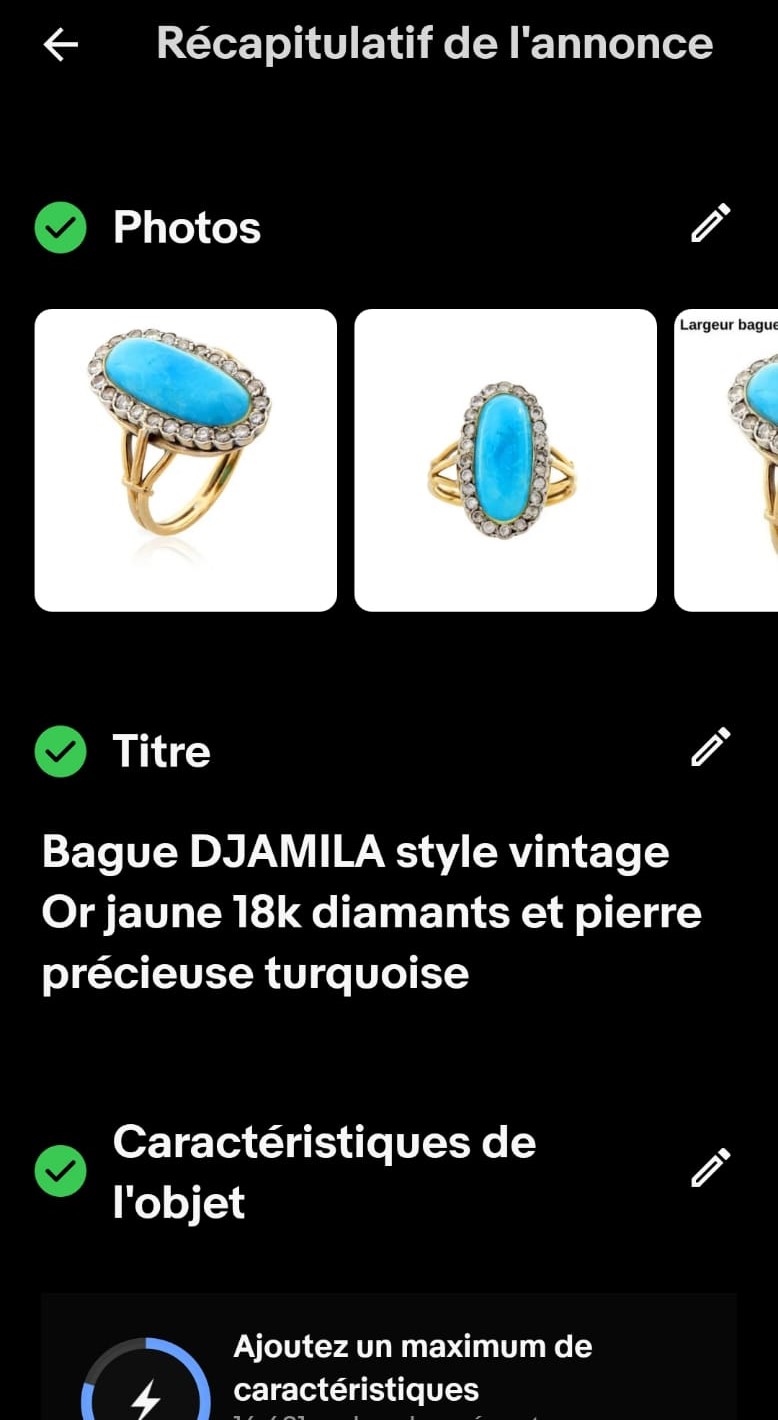 Récapitulatif de l'annonce
Photos
Largeur bague
Titre
Bague DJAMILA style vintage
Or jaune 18k diamants et pierre
précieuse turquoise
Caractéristiques de
l'objet
Ajoutez un maximum de
caractéristiques